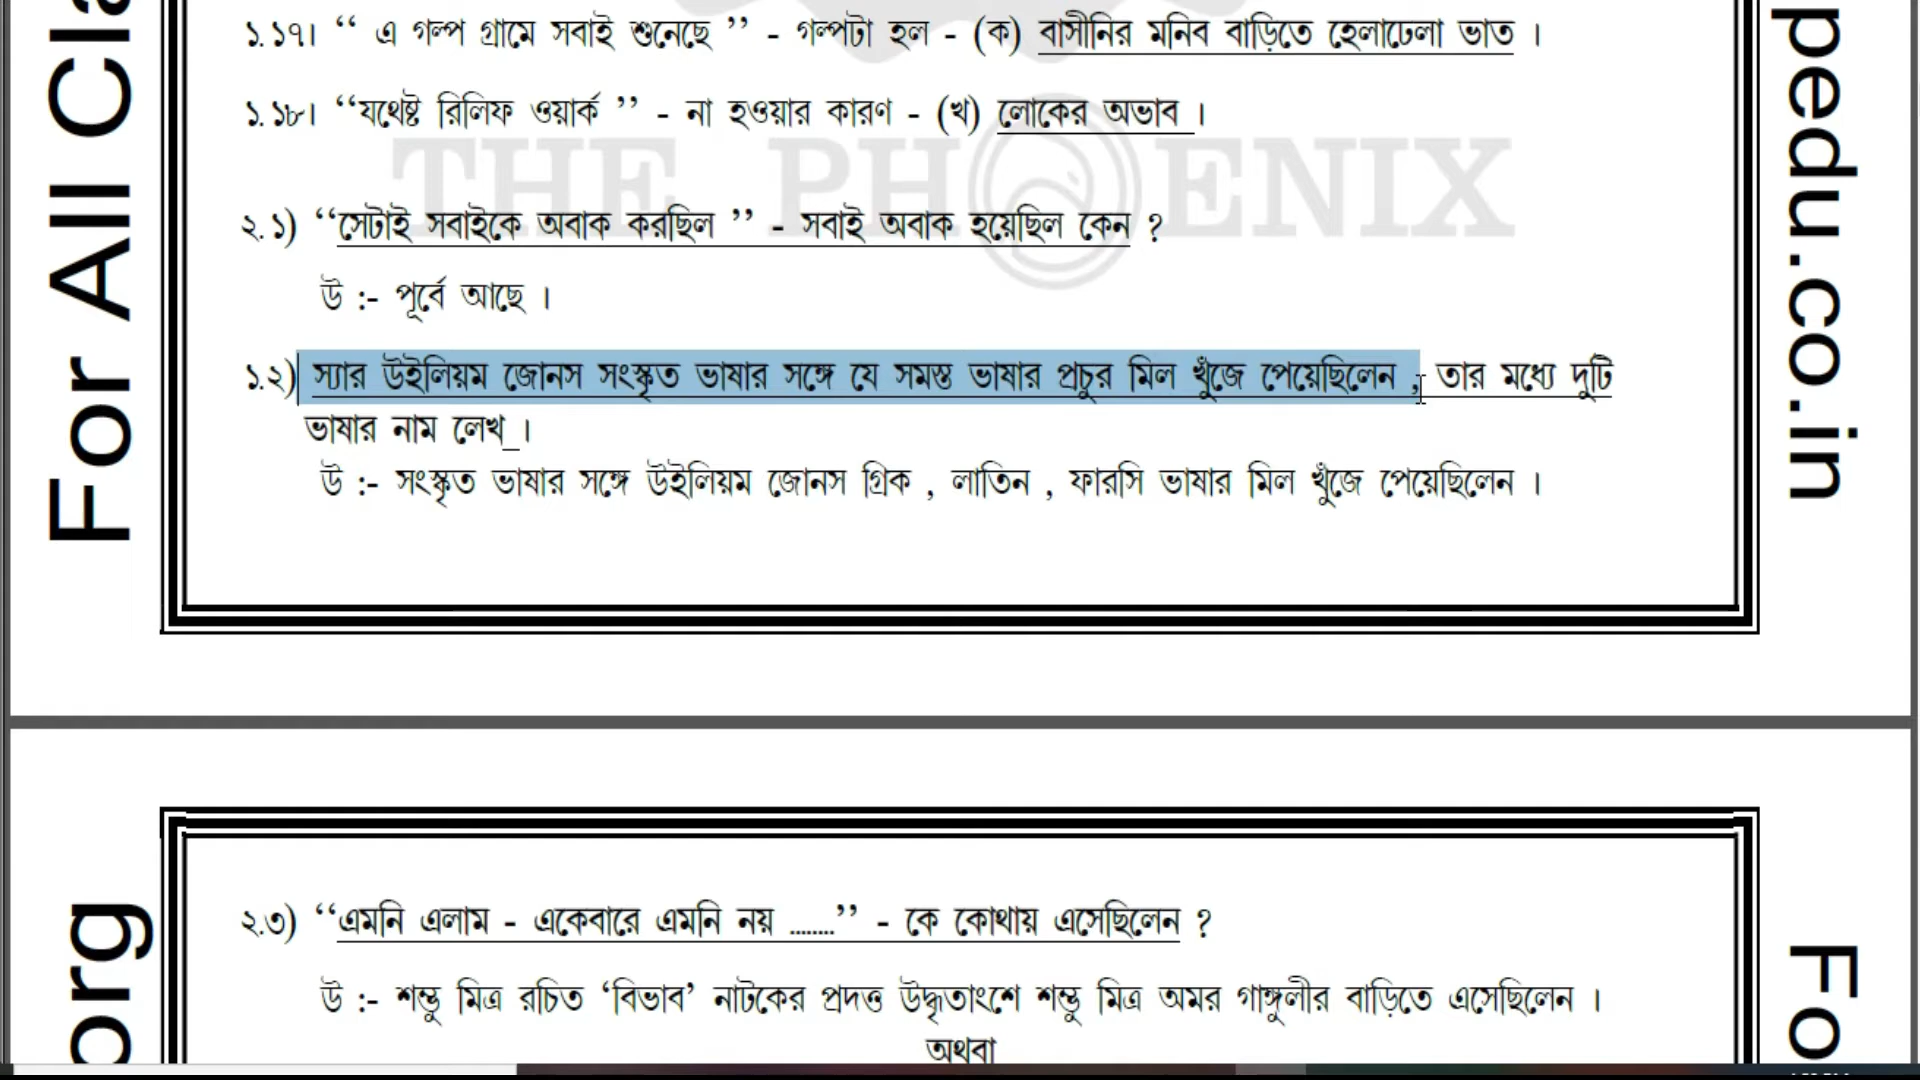 For All Cla
pedu.co.in
১.১৭। ‘‘ এ গল্প গ্রামে সবাই শুনেছে ’’ - গল্পটা হল - (ক) বাসীনির মনিব বাড়িতে হেলাঢেলা ভাত ।
১.১৮। ‘‘যথেষ্ট রিলিফ ওয়ার্ক ’’ - না হওয়ার কারণ - (খ) লোকের অভাব ।
THE PHOENIX
২.১) ‘‘সেটাই সবাইকে অবাক করছিল ’’ - সবাই অবাক হয়েছিল কেন ?
উ :- পূর্বে আছে ।
১.২) স্যার উইলিয়ম জোনস সংস্কৃত ভাষার সঙ্গে যে সমস্ত ভাষার প্রচুর মিল খুঁজে পেয়েছিলেন , তার মধ্যে দুটি
ভাষার নাম লেখ ।
উ :- সংস্কৃত ভাষার সঙ্গে উইলিয়ম জোনস গ্রিক , লাতিন , ফারসি ভাষার মিল খুঁজে পেয়েছিলেন ।
org
Fo
২.৩) ‘‘এমনি এলাম - একেবারে এমনি নয় ........’’ - কে কোথায় এসেছিলেন ?
উ :- শম্ভু মিত্র রচিত ‘বিভাব’ নাটকের প্রদত্ত উদ্ধৃতাংশে শম্ভু মিত্র অমর গাঙ্গুলীর বাড়িতে এসেছিলেন ।
অথবা